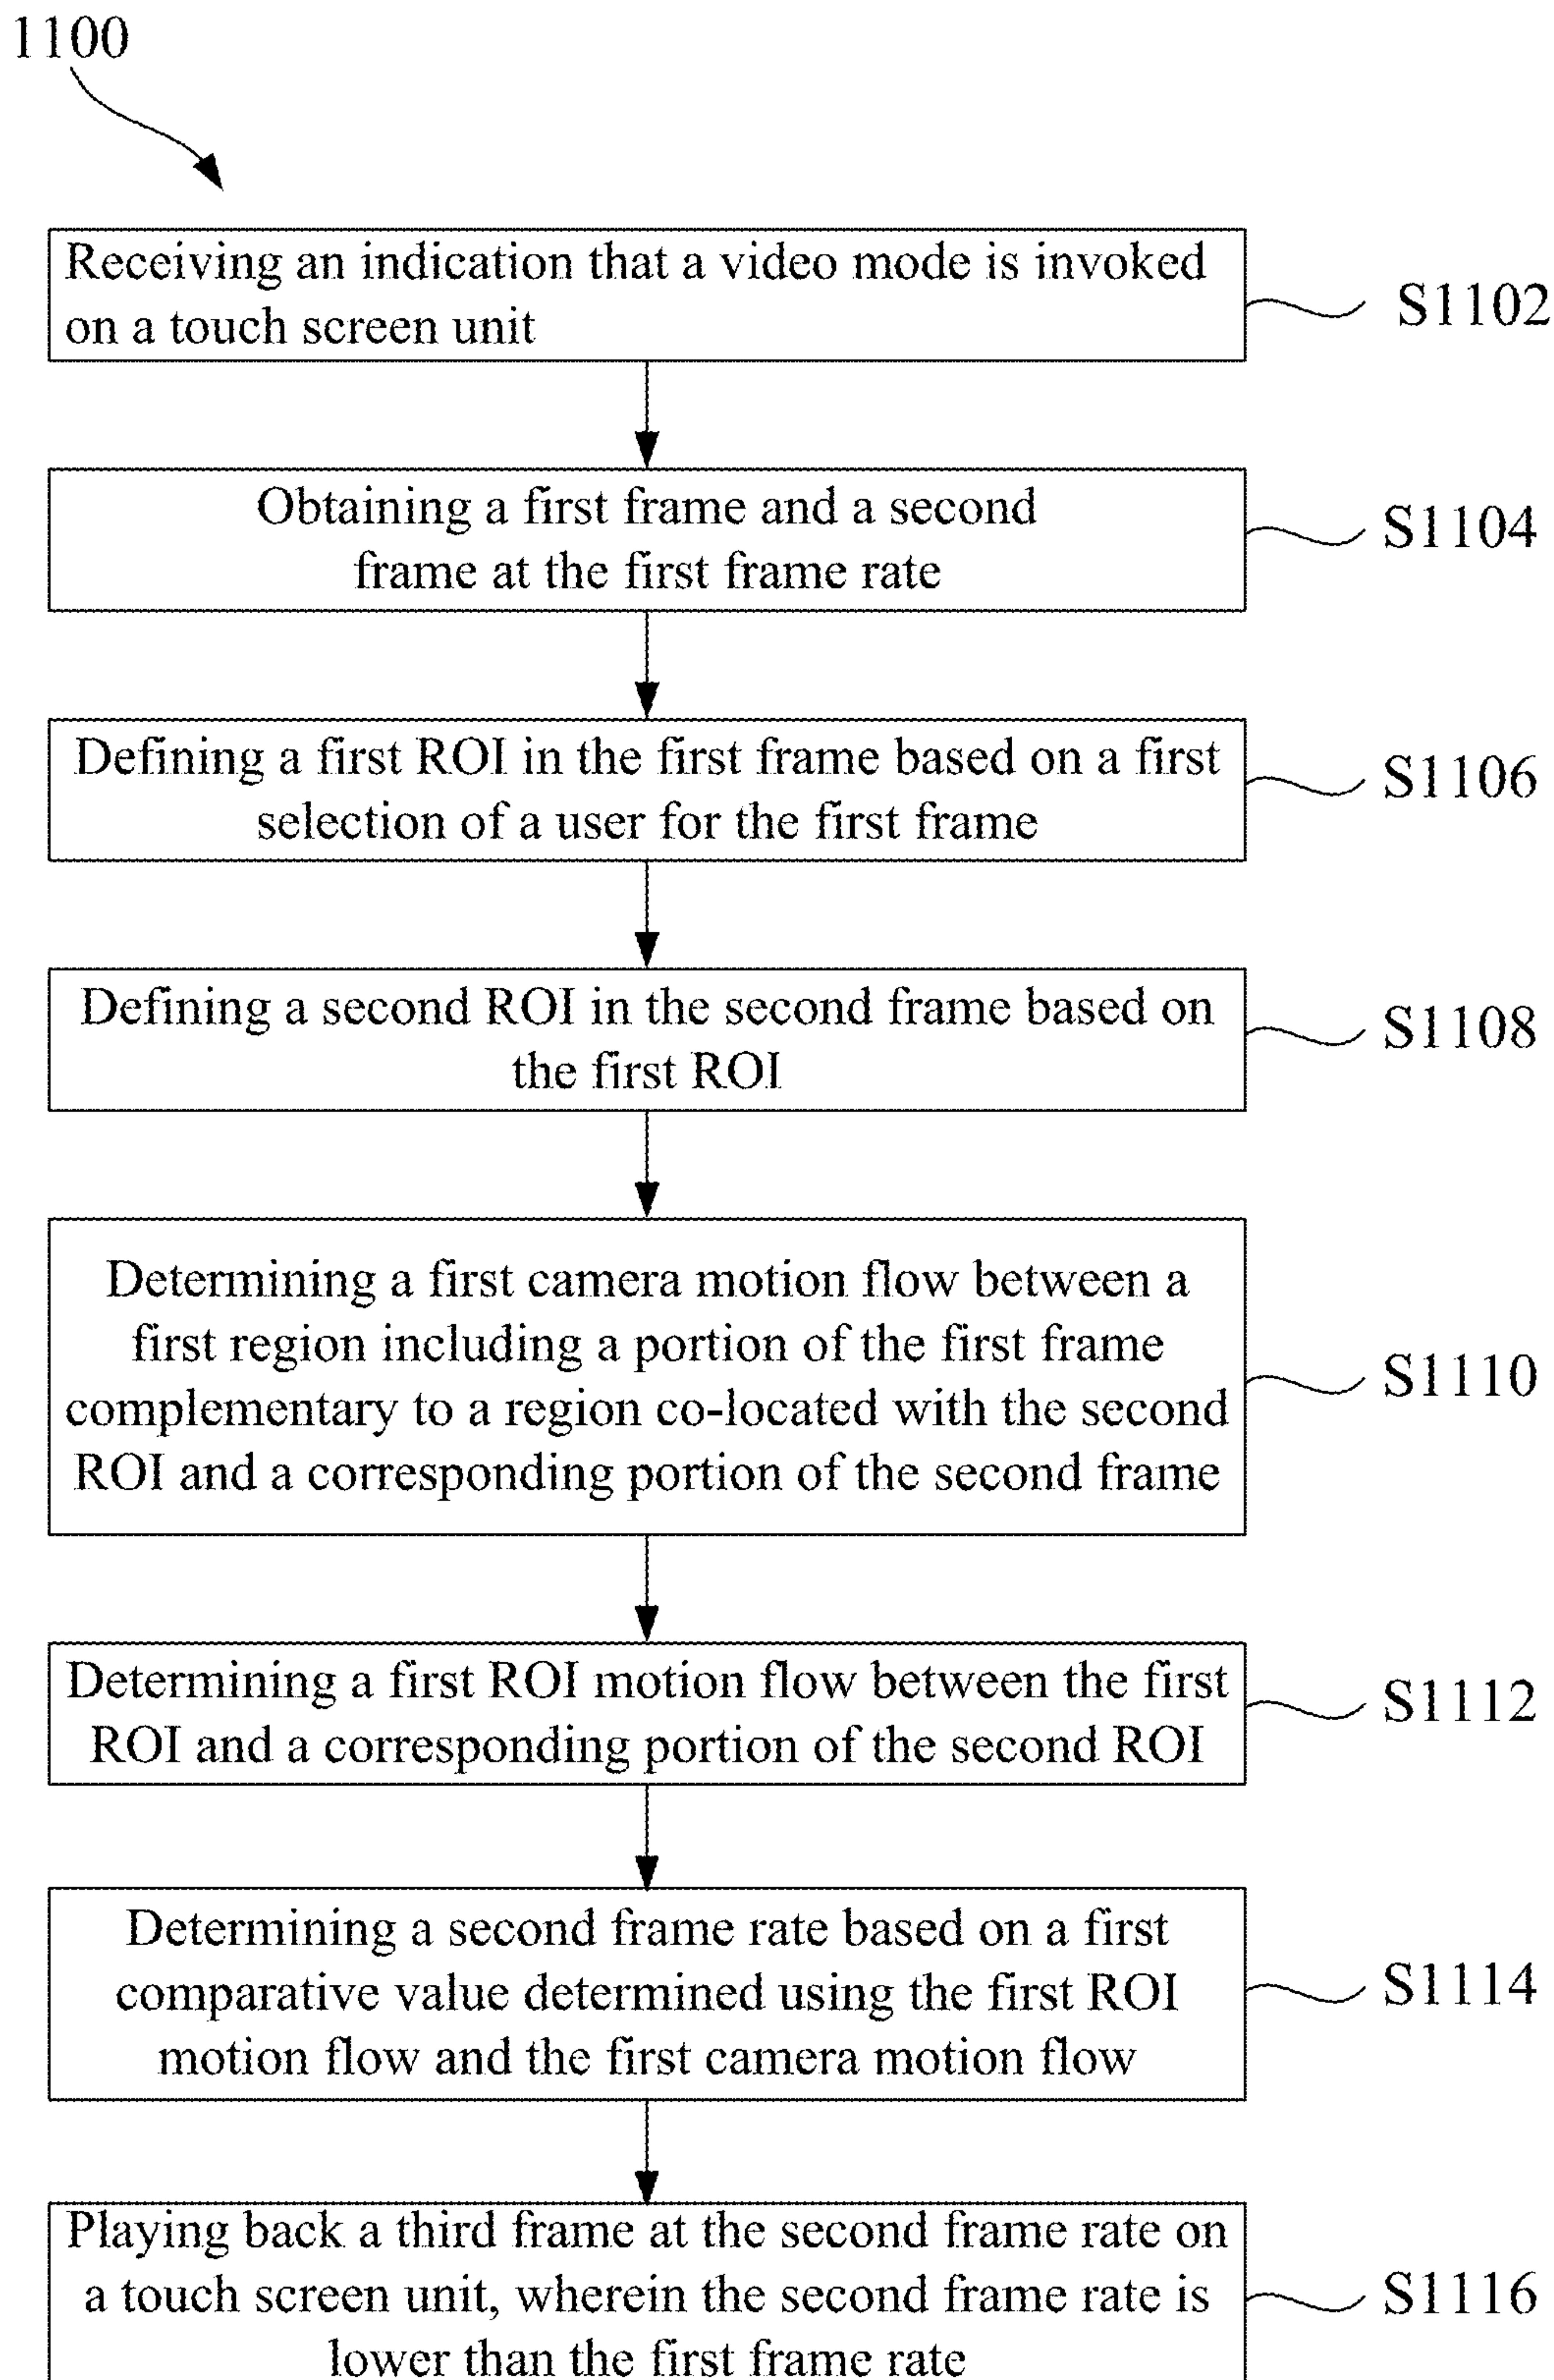 1100
Receiving an indication that a video mode is invoked
on a touch screen unit
S1102
Obtaining a first frame and a second
frame at the first frame rate
S1104
Defining a first ROI in the first frame based on a first
selection of a user for the first frame
S1106
Defining a second ROI in the second frame based on
the first ROI
S1108
Determining a first camera motion flow between a
first region including a portion of the first frame
complementary to a region co-located with the second
ROI and a corresponding portion of the second frame
S1110
Determining a first ROI motion flow between the first
ROI and a corresponding portion of the second ROI
S1112
Determining a second frame rate based on a first
comparative value determined using the first ROI
motion flow and the first camera motion flow
S1114
Playing back a third frame at the second frame rate on
a touch screen unit, wherein the second frame rate is
lower than the first frame rate
S1116